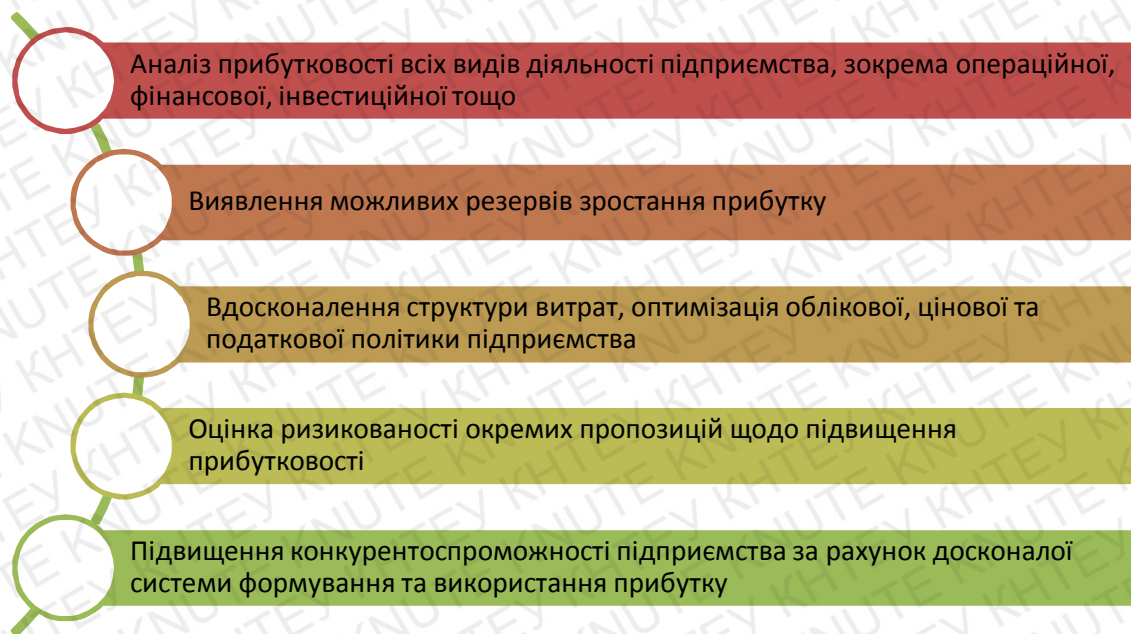 Аналіз прибутковості всіх видів діяльності підприємства, зокрема операційної,
фінансової, інвестиційної тощо
Виявлення можливих резервів зростання прибутку
Вдосконалення структури витрат, оптимізація облікової, цінової та
податкової політики підприємства
Оцінка ризикованості окремих пропозицій щодо підвищення
прибутковості
Підвищення конкурентоспроможності підприємства за рахунок досконалої
системи формування та використання прибутку